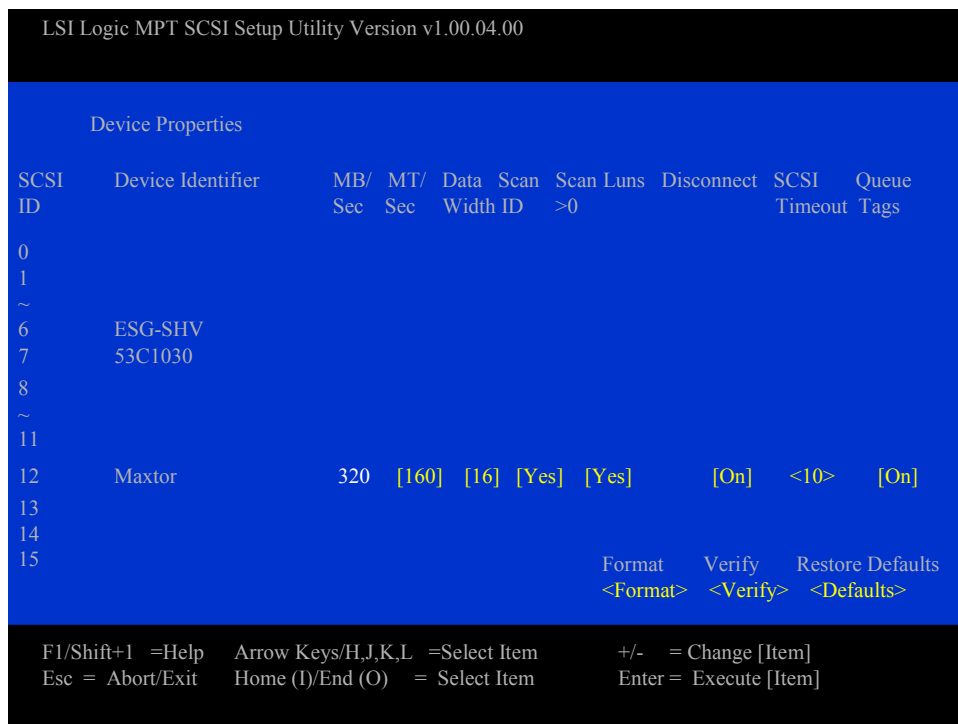 LSI Logic MPT SCSI Setup Utility Version v1.00.04.00
Device Properties
SCSI Device Identifier MB/ MT/ Data Scan Scan Luns Disconnect SCSI Queue
ID Sec Sec Width ID >0 Timeout Tags
0
1
~
6 ESG-SHV
7 53C1030
8
~
11
12 Maxtor 320 [160] [16] [Yes] [Yes] [On] <10> [On]
13
14
15
Format Verify Restore Defaults
<Format> <Verify> <Defaults>
F1/Shift+1 =Help Arrow Keys/H,J,K,L =Select Item +/- = Change [Item]
Esc = Abort/Exit Home (I)/End (O) = Select Item Enter = Execute [Item]